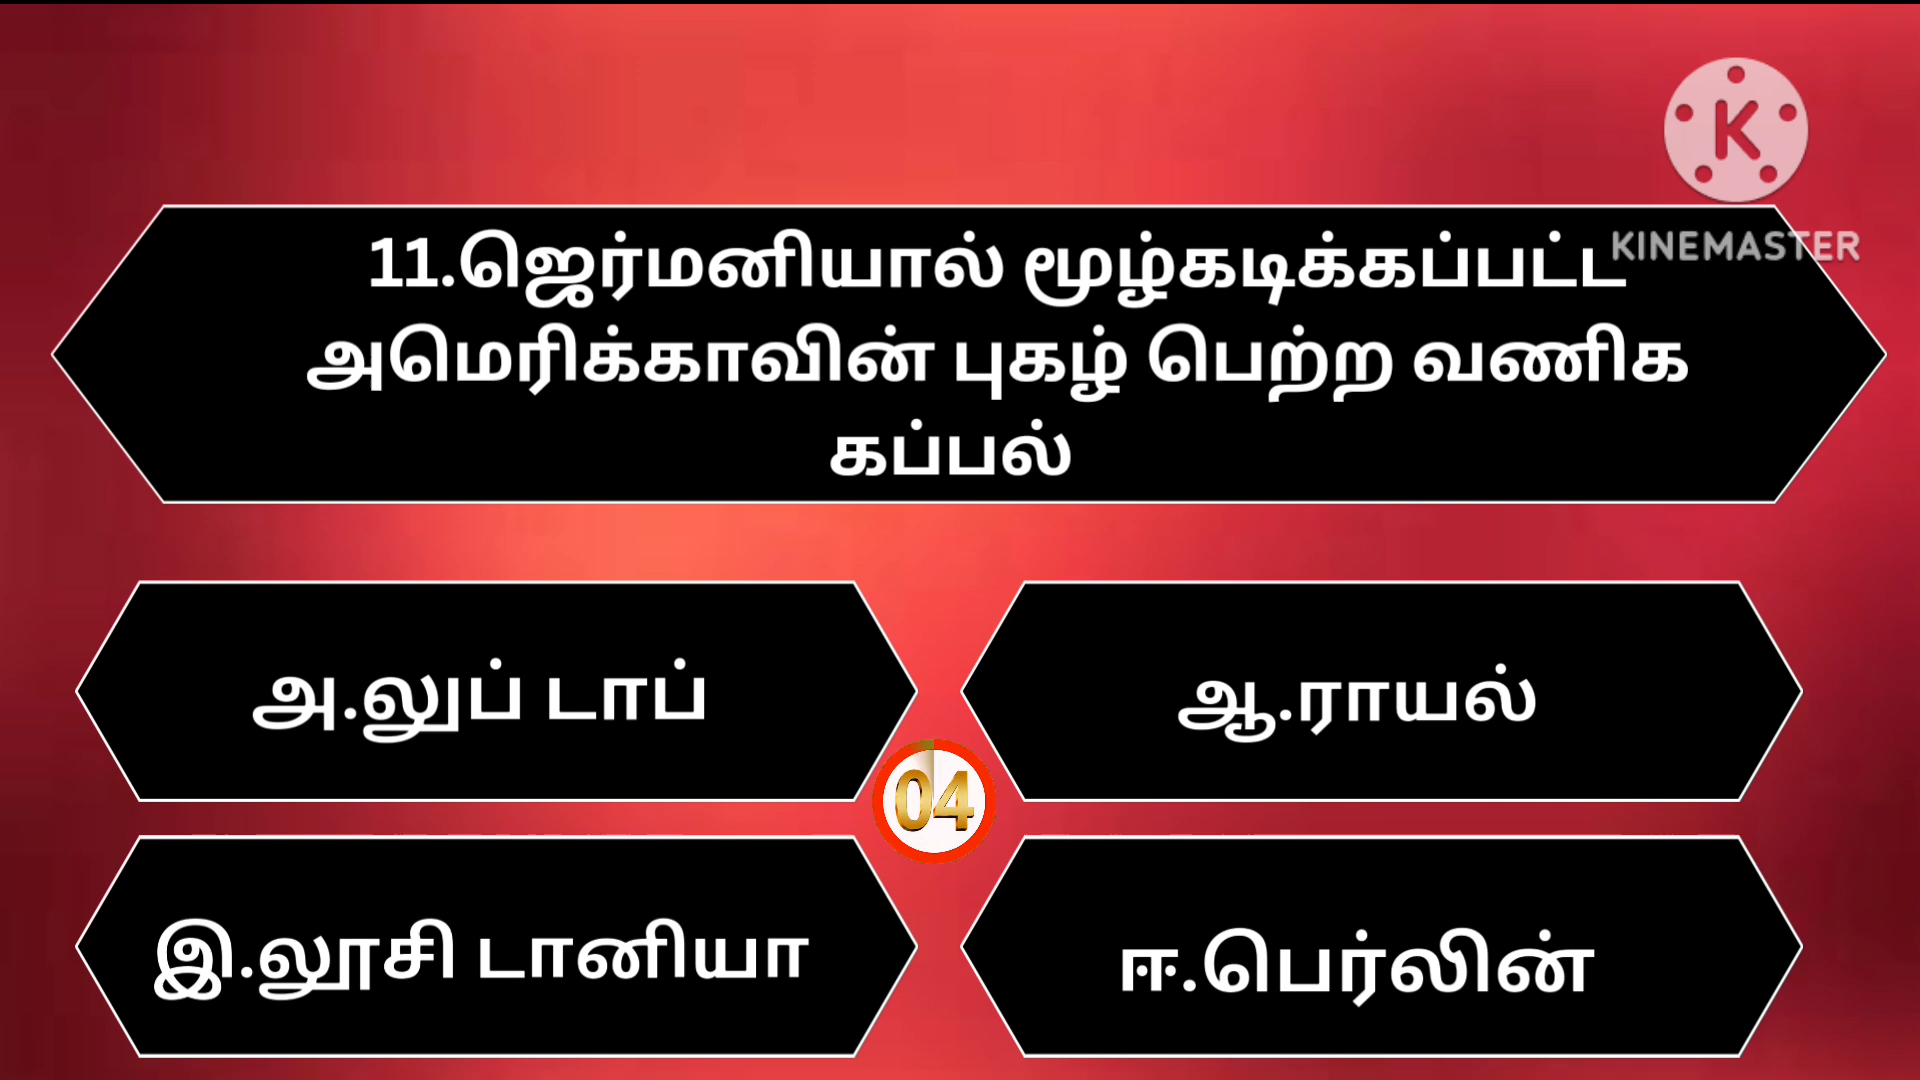 KINEMASTER
11.ஜெர்மனியால் மூழ்கடிக்கப்பட்ட
அமெரிக்காவின் புகழ் பெற்ற வணிக
கப்பல்
அ.லுப் டாப்
ஆ.ராயல்
04
இ.லூசி டானியா
ஈ.பெர்லின்